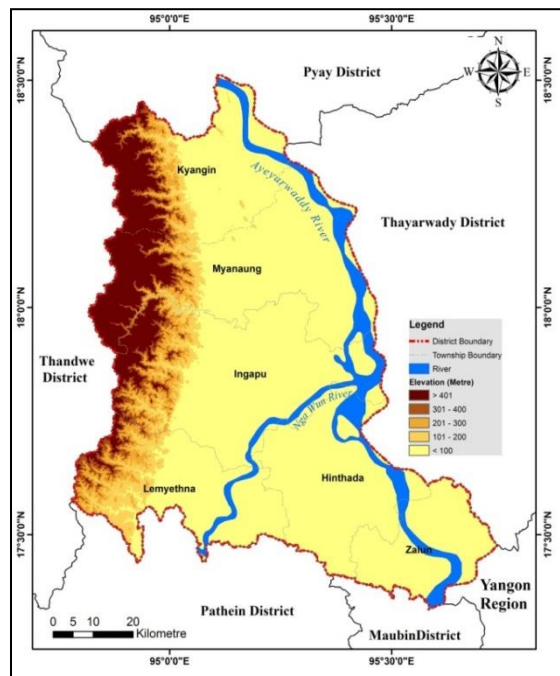 95°0'0"E
95°30'0"E
N
W
E
S
18°30'0"N
18°30'0"N
Pyay District
Kyangin
Ayeyarwaddy River
Thayarwady District
Myanaung
18°0'0"N
18°0'0"N
Legend
District Boundary
Township Boundary
River
Elevation (Metre)
> 401
301 - 400
201 - 300
101 - 200
< 100
Thandwe
District
Ingapu
Nga Wun River
Lemyethna
Hinthada
17°30'0"N
17°30'0"N
Zalun
Yangon
Region
Pathein District
MaubinDistrict
0 5 10 20
Kilometre
95°0'0"E
95°30'0"E